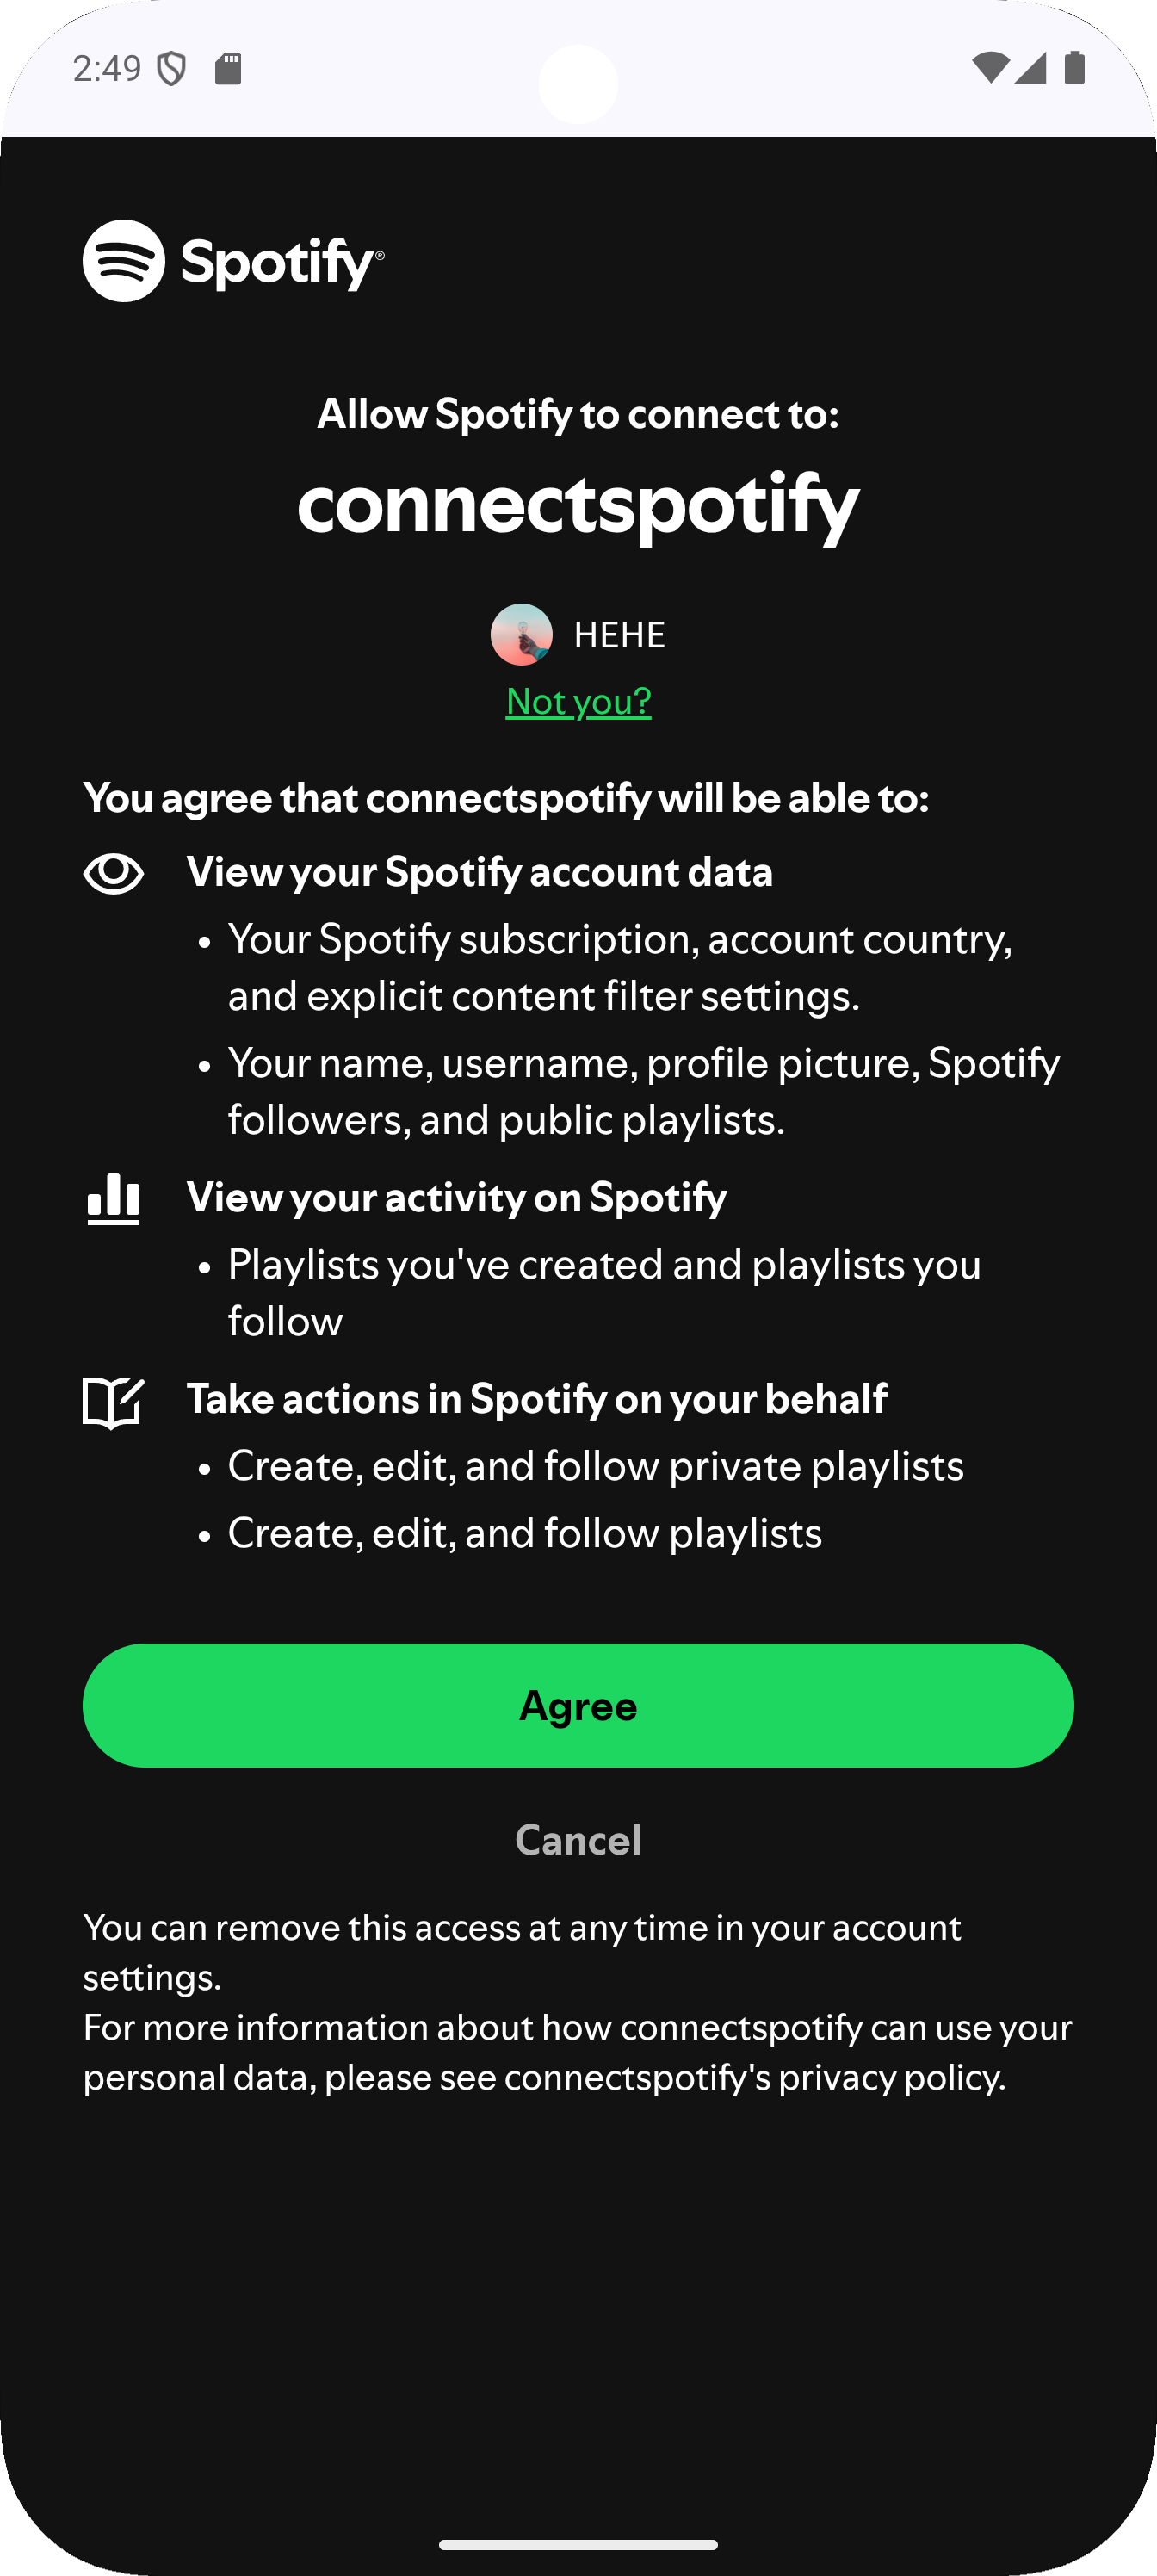 2:49
Spotify®
Allow Spotify to connect to:
connectspotify
HEHE
Not you?
You agree that connectspotify will be able to:
View your Spotify account data
• Your Spotify subscription, account country,
and explicit content filter settings.
• Your name, username, profile picture, Spotify
followers, and public playlists.
View your activity on Spotify
• Playlists you've created and playlists you
follow
Take actions in Spotify on your behalf
• Create, edit, and follow private playlists
• Create, edit, and follow playlists
Agree
Cancel
You can remove this access at any time in your account
settings.
For more information about how connectspotify can use your
personal data, please see connectspotify's privacy policy.